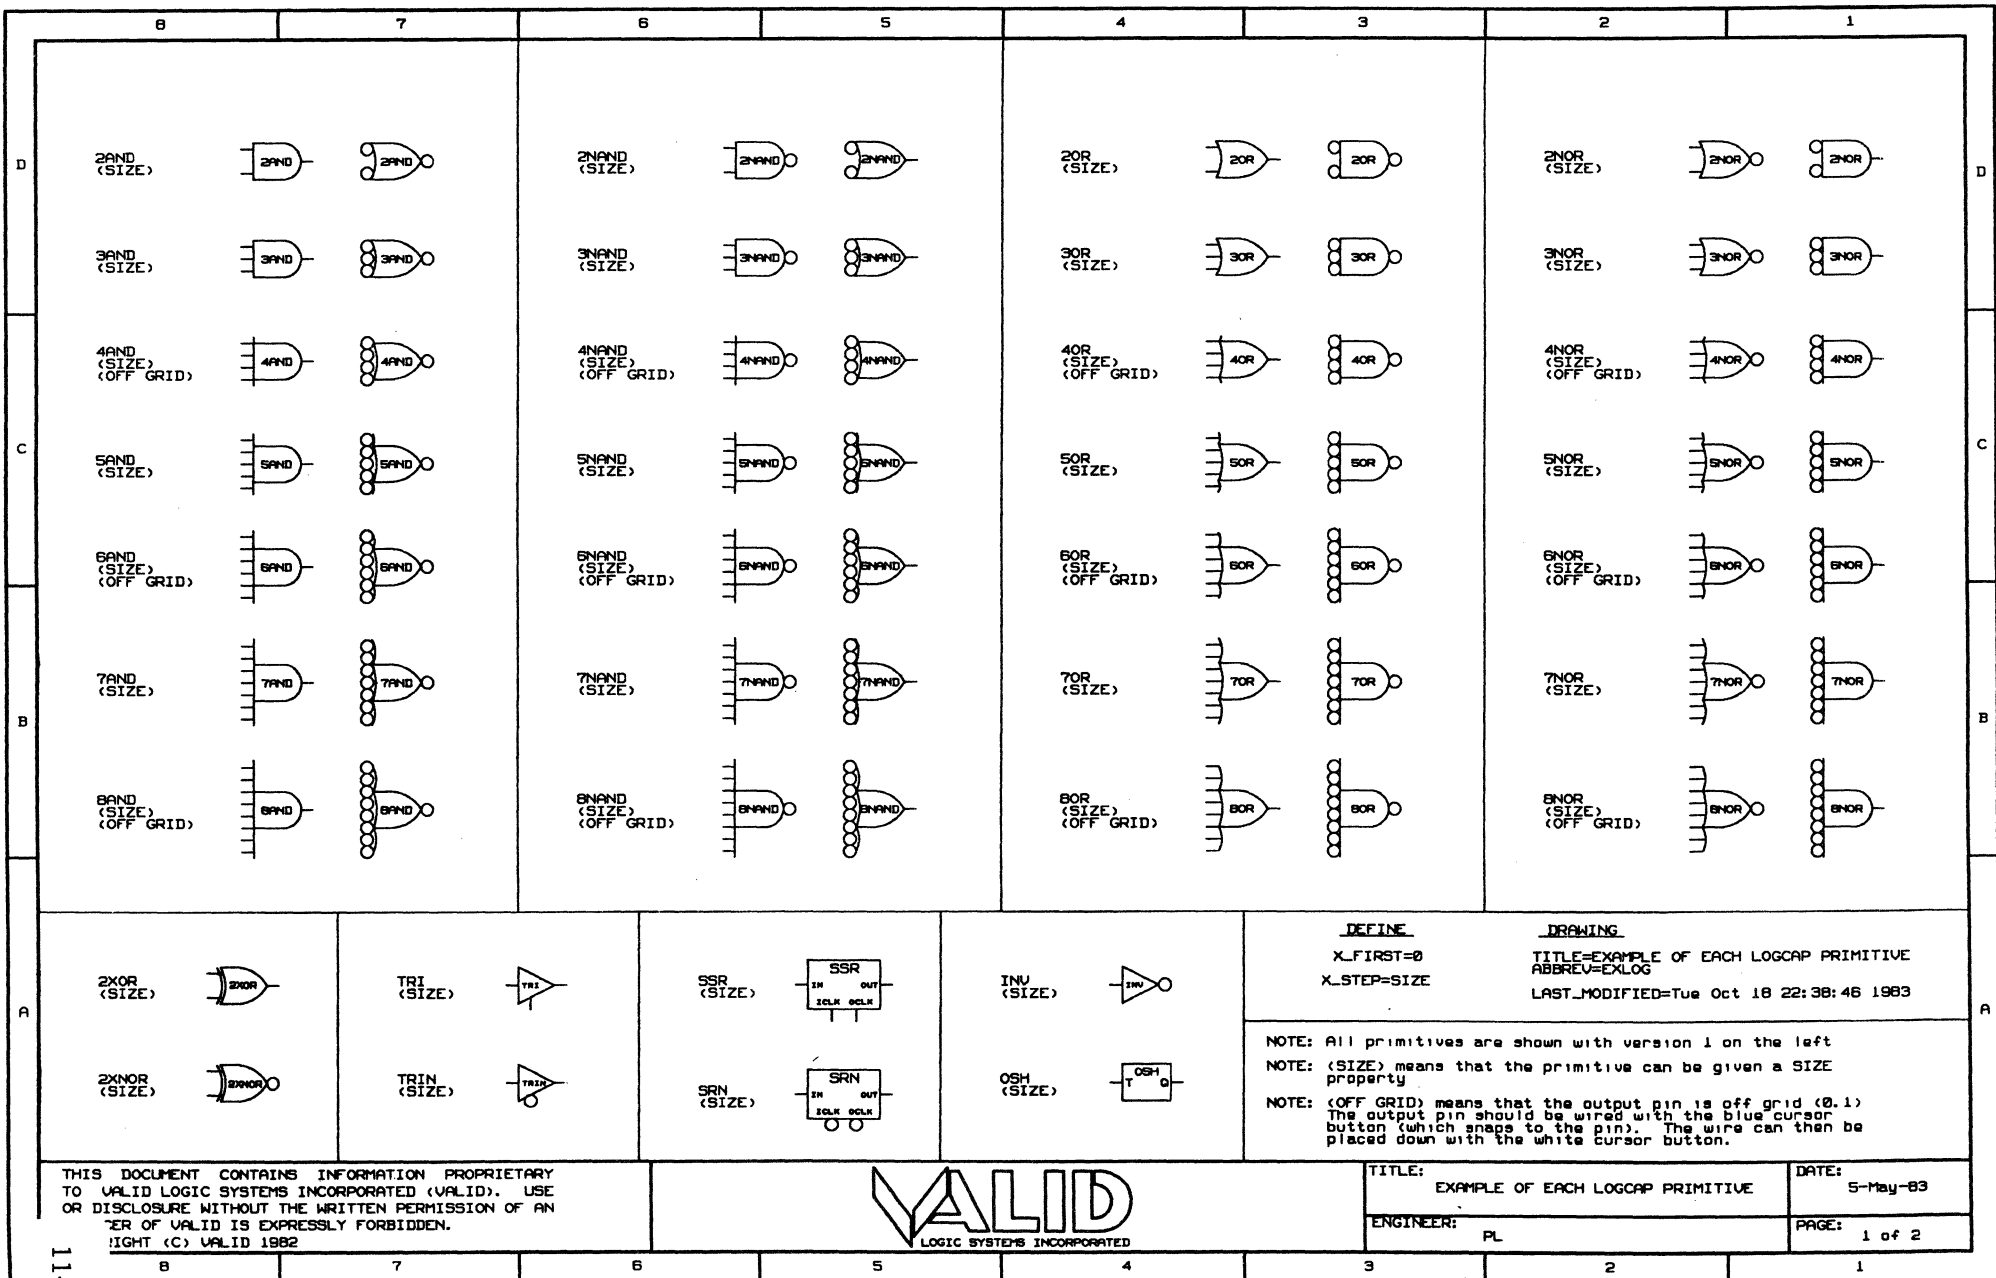 8 7 6 5 4 3 2 1
D D
2AND
(SIZE)
2AND 2AND
2NAND
(SIZE)
2NAND 2NAND
2OR
(SIZE)
2OR 2OR
2NOR
(SIZE)
2NOR 2NOR
3AND
(SIZE)
3AND 3AND
3NAND
(SIZE)
3NAND 3NAND
3OR
(SIZE)
3OR 3OR
3NOR
(SIZE)
3NOR 3NOR
4AND
(SIZE)
(OFF GRID)
4AND 4AND
4NAND
(SIZE)
(OFF GRID)
4NAND 4NAND
4OR
(SIZE)
(OFF GRID)
4OR 4OR
4NOR
(SIZE)
(OFF GRID)
4NOR 4NOR
C C
5AND
(SIZE)
5AND 5AND
5NAND
(SIZE)
5NAND 5NAND
5OR
(SIZE)
5OR 5OR
5NOR
(SIZE)
5NOR 5NOR
6AND
(SIZE)
(OFF GRID)
6AND 6AND
6NAND
(SIZE)
(OFF GRID)
6NAND 6NAND
6OR
(SIZE)
(OFF GRID)
6OR 6OR
6NOR
(SIZE)
(OFF GRID)
6NOR 6NOR
B B
7AND
(SIZE)
7AND 7AND
7NAND
(SIZE)
7NAND 7NAND
7OR
(SIZE)
7OR 7OR
7NOR
(SIZE)
7NOR 7NOR
8AND
(SIZE)
(OFF GRID)
8AND 8AND
8NAND
(SIZE)
(OFF GRID)
8NAND 8NAND
8OR
(SIZE)
(OFF GRID)
8OR 8OR
8NOR
(SIZE)
(OFF GRID)
8NOR 8NOR
A A
2XOR
(SIZE)
2XOR
TRI
(SIZE)
TRI
SSR
(SIZE)
SSR
IN OUT
ICLK OCLK
INV
(SIZE)
INV
2XNOR
(SIZE)
2XNOR
TRIN
(SIZE)
TRIN
SRN
(SIZE)
SRN
IN OUT
ICLK OCLK
OSH
(SIZE)
OSH
T Q
DEFINE
X_FIRST=0
X_STEP=SIZE
DRAWING
TITLE=EXAMPLE OF EACH LOGCAP PRIMITIVE
ABBREV=EXLOG
LAST_MODIFIED=Tue Oct 18 22:38:46 1983
NOTE: All primitives are shown with version 1 on the left
NOTE: (SIZE) means that the primitive can be given a SIZE
property
NOTE: (OFF GRID) means that the output pin is off grid (0.1)
The output pin should be wired with the blue cursor
button (which snaps to the pin). The wire can then be
placed down with the white cursor button.
THIS DOCUMENT CONTAINS INFORMATION PROPRIETARY
TO VALID LOGIC SYSTEMS INCORPORATED (VALID). USE
OR DISCLOSURE WITHOUT THE WRITTEN PERMISSION OF AN
ER OF VALID IS EXPRESSLY FORBIDDEN.
IGHT (C) VALID 1982
VALID
LOGIC SYSTEMS INCORPORATED
TITLE:
EXAMPLE OF EACH LOGCAP PRIMITIVE
DATE:
5-May-83
ENGINEER:
PL
PAGE:
1 of 2
8 7 6 5 4 3 2 1